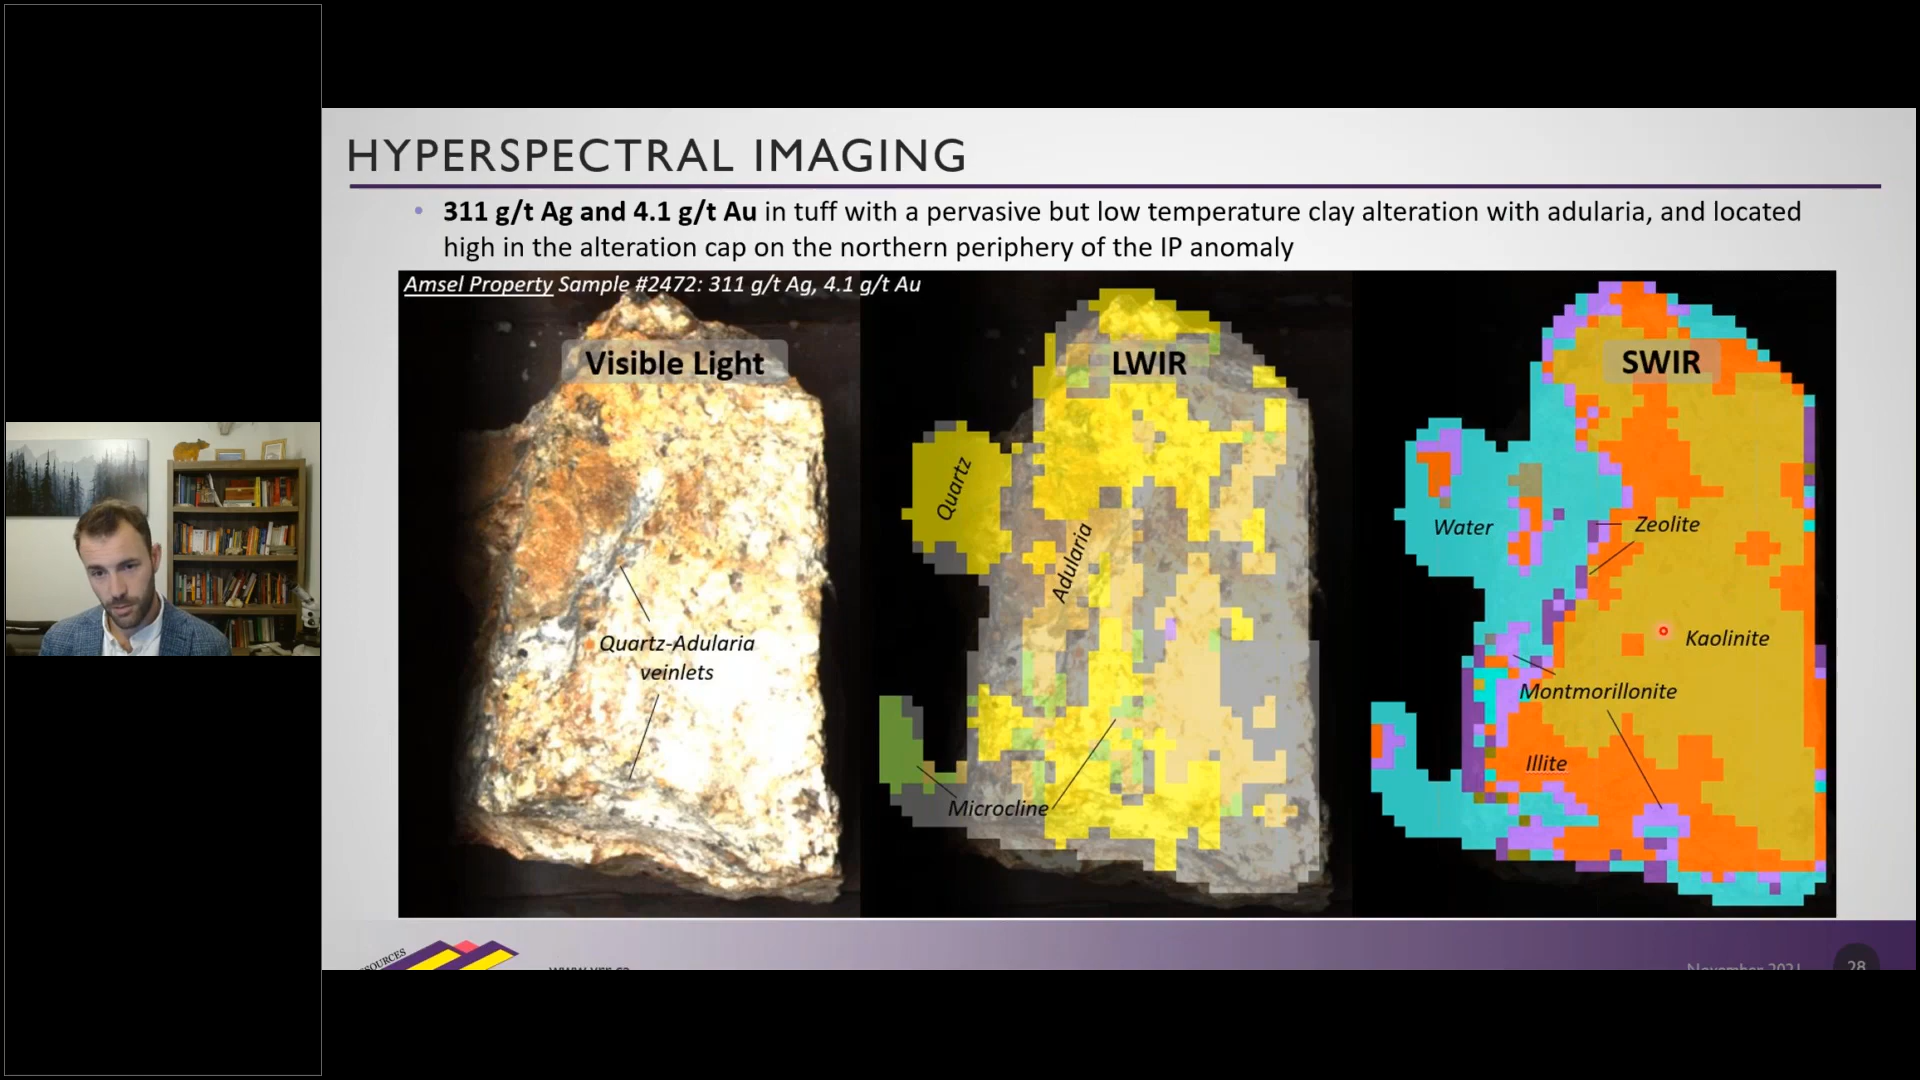 HYPERSPECTRAL IMAGING
• 311 g/t Ag and 4.1 g/t Au in tuff with a pervasive but low temperature clay alteration with adularia, and located
high in the alteration cap on the northern periphery of the IP anomaly
Amsel Property Sample #2472: 311 g/t Ag, 4.1 g/t Au
Visible Light
LWIR
SWIR
Quartz
Adularia
Water
Zeolite
Quartz-Adularia
veinlets
Kaolinite
Montmorillonite
Illite
Microcline
November 2021
28